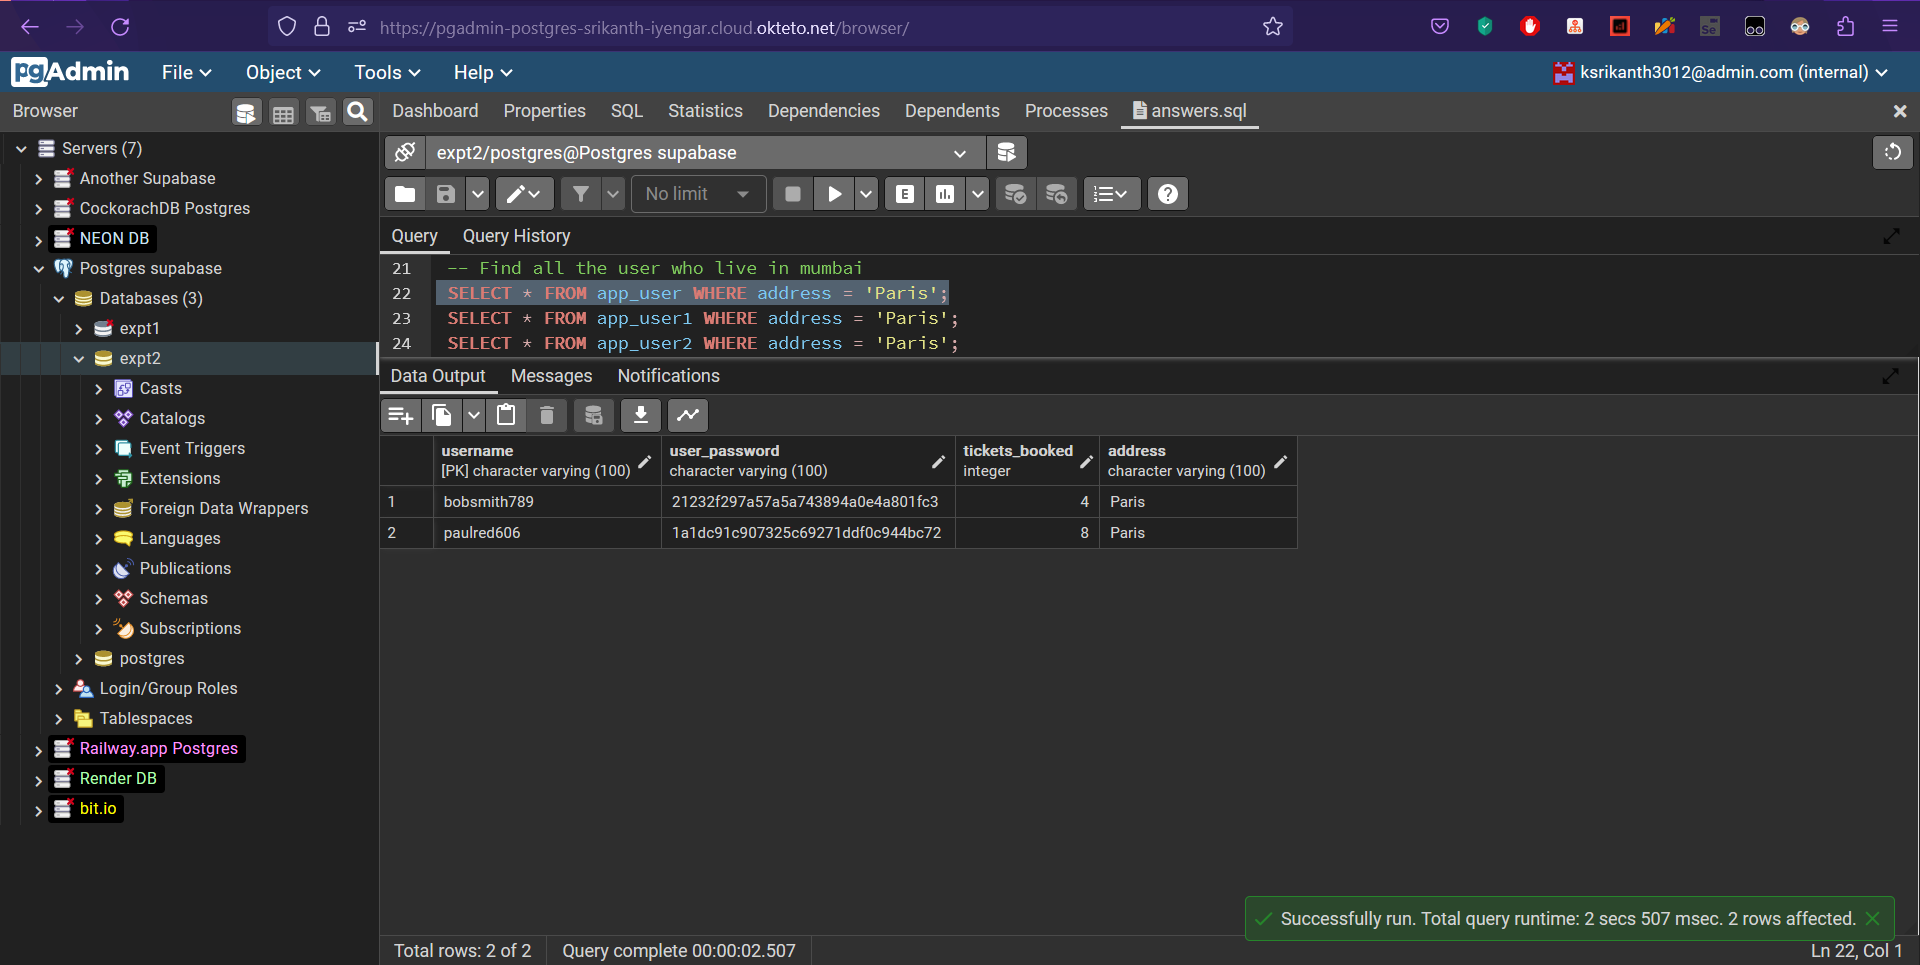 https://pgadmin-postgres-srikanth-iyengar.cloud.okteto.net/browser/
pgAdmin File Object Tools Help ksrikanth3012@admin.com (internal)
Browser Dashboard Properties SQL Statistics Dependencies Dependents Processes answers.sql
Servers (7)
Another Supabase
CockorachDB Postgres
NEON DB
Postgres supabase
Databases (3)
expt1
expt2
Casts
Catalogs
Event Triggers
Extensions
Foreign Data Wrappers
Languages
Publications
Schemas
Subscriptions
postgres
Login/Group Roles
Tablespaces
Railway.app Postgres
Render DB
bit.io
expt2/postgres@Postgres supabase
No limit E
Query Query History
21 -- Find all the user who live in mumbai
22 SELECT * FROM app_user WHERE address = 'Paris';
23 SELECT * FROM app_user1 WHERE address = 'Paris';
24 SELECT * FROM app_user2 WHERE address = 'Paris';
Data Output Messages Notifications
username user_password tickets_booked address
[PK] character varying (100) character varying (100) integer character varying (100)
1 bobsmith789 21232f297a57a5a743894a0e4a801fc3 4 Paris
2 paulred606 1a1dc91c907325c69271ddf0c944bc72 8 Paris
Successfully run. Total query runtime: 2 secs 507 msec. 2 rows affected.
Total rows: 2 of 2 Query complete 00:00:02.507 Ln 22, Col 1